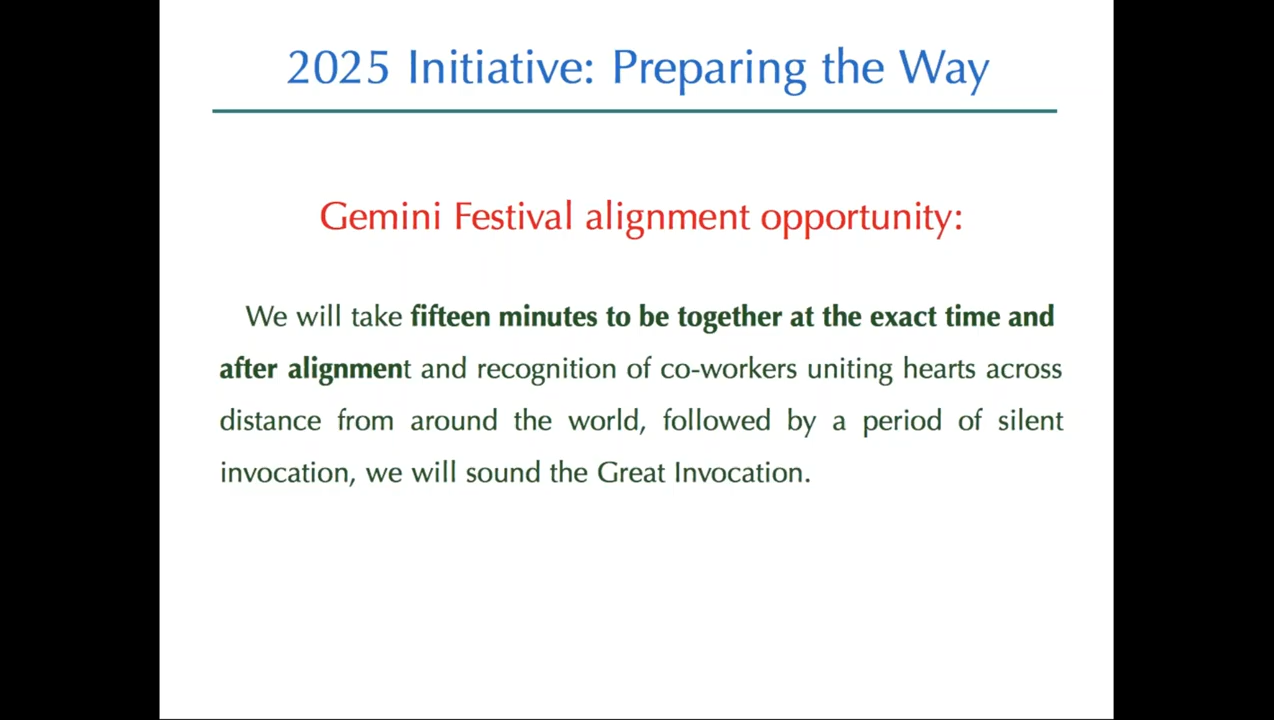 2025 Initiative: Preparing the Way
Gemini Festival alignment opportunity:
We will take fifteen minutes to be together at the exact time and
after alignment and recognition of co-workers uniting hearts across
distance from around the world, followed by a period of silent
invocation, we will sound the Great Invocation.